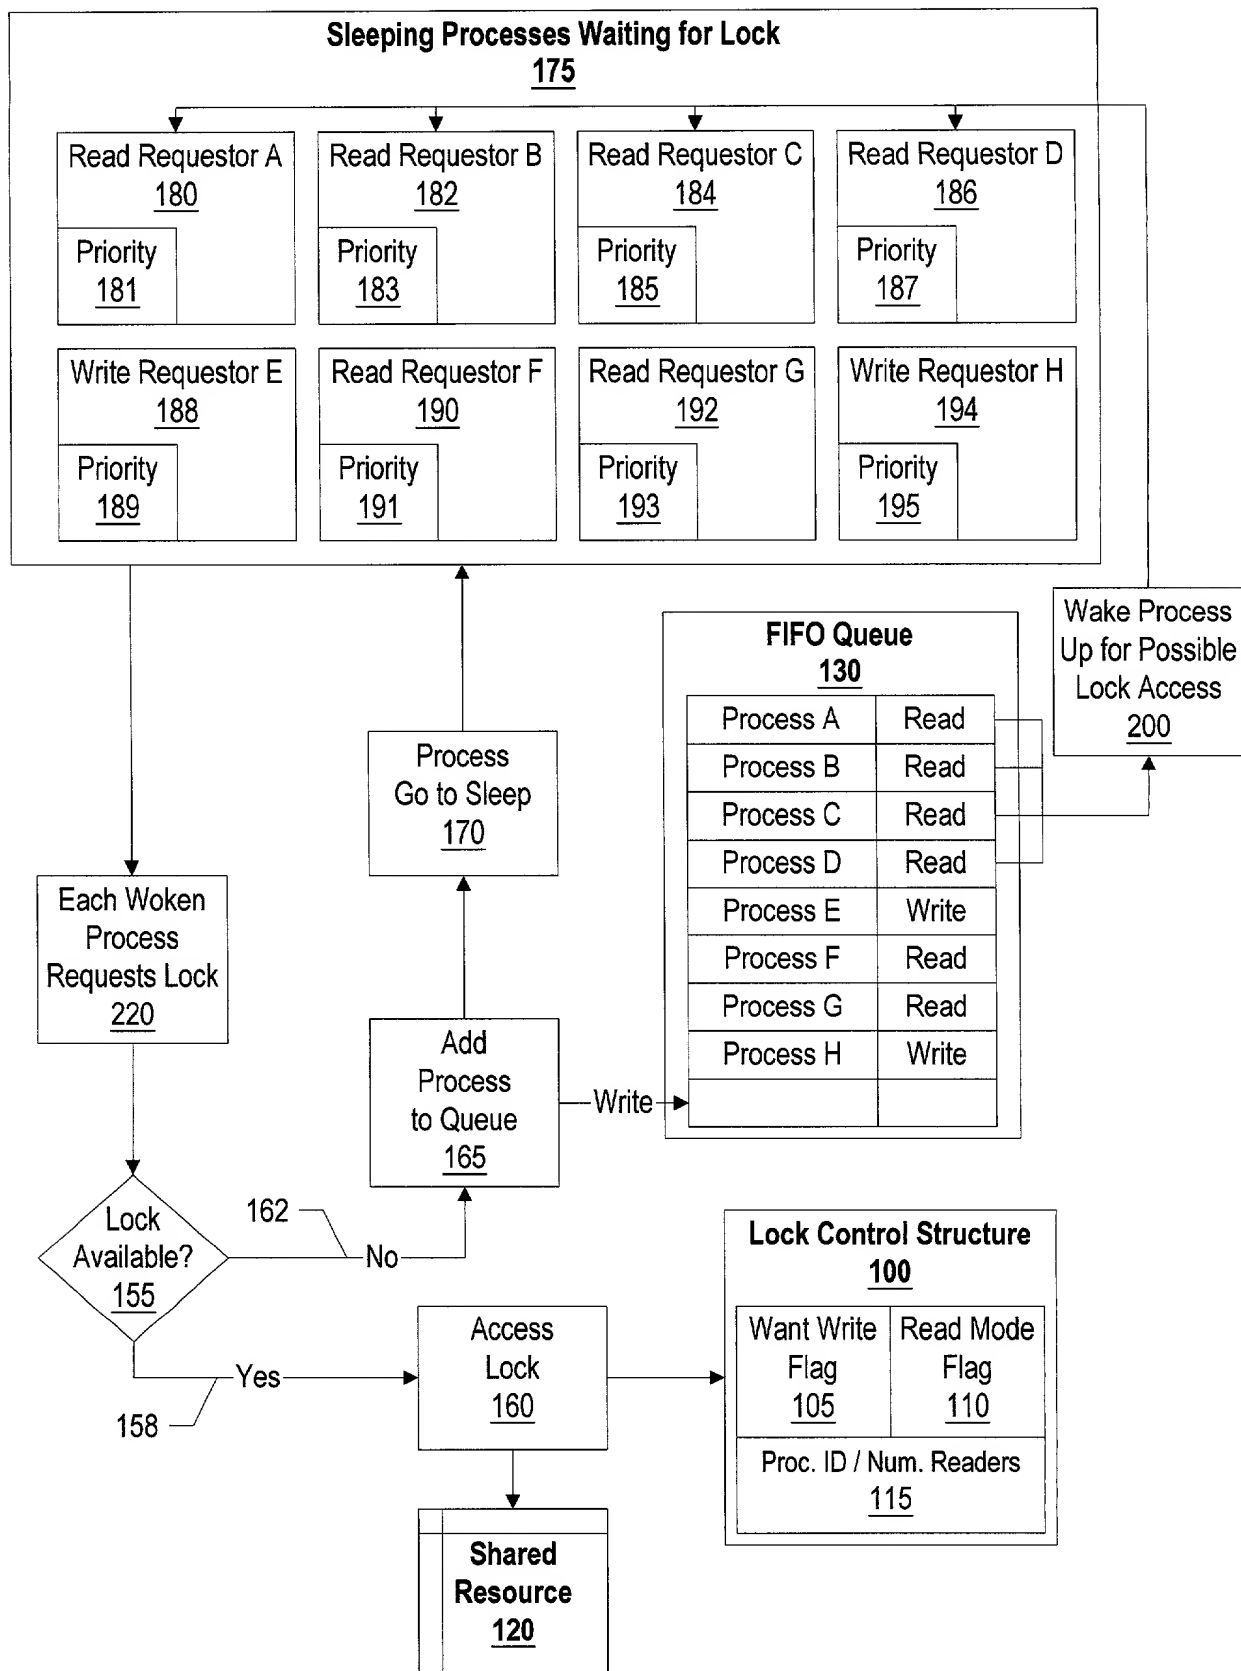 Sleeping Processes Waiting for Lock
175
Read Requestor A
180
Priority
181
Read Requestor B
182
Priority
183
Read Requestor C
184
Priority
185
Read Requestor D
186
Priority
187
Write Requestor E
188
Priority
189
Read Requestor F
190
Priority
191
Read Requestor G
192
Priority
193
Write Requestor H
194
Priority
195
Wake Process
Up for Possible
Lock Access
200
FIFO Queue
130
Process A Read
Process B Read
Process C Read
Process D Read
Process E Write
Process F Read
Process G Read
Process H Write
Process
Go to Sleep
170
Each Woken
Process
Requests Lock
220
Add
Process
to Queue
165
Write
Lock
Available?
155
162
No
158
Yes
Access
Lock
160
Lock Control Structure
100
Want Write
Flag
105
Read Mode
Flag
110
Proc. ID / Num. Readers
115
Shared
Resource
120